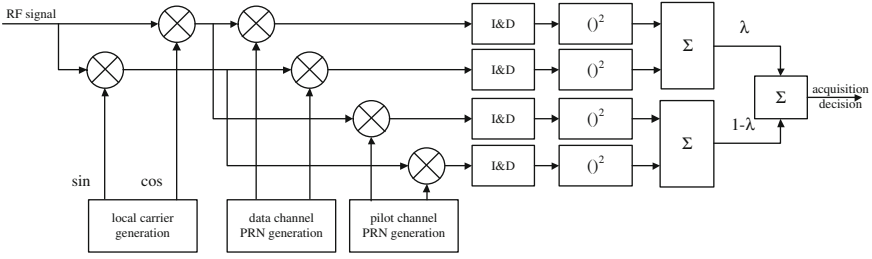 RF signal
I&D
()²
Σ
λ
I&D
()²
Σ
acquisition
decision
I&D
()²
1-λ
Σ
I&D
()²
sin
cos
local carrier
generation
data channel
PRN generation
pilot channel
PRN generation